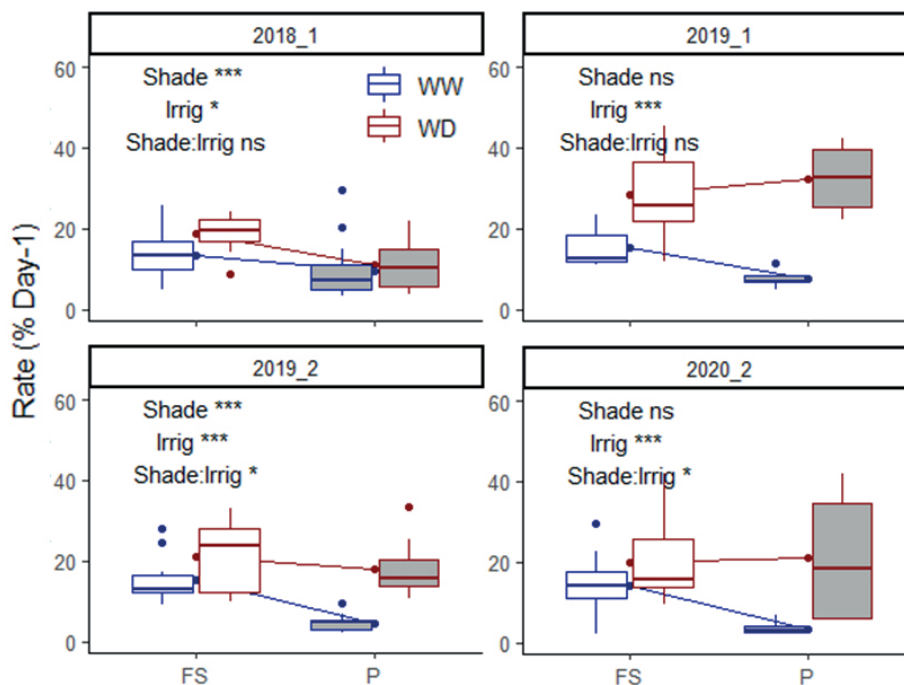 2018_1
2019_1
60
40
20
0
Shade ***
Irrig *
Shade:Irrig ns
WW
WD
Shade ns
Irrig ***
Shade:Irrig ns
60
40
20
0
Rate (% Day-1)
2019_2
2020_2
60
40
20
0
Shade ***
Irrig ***
Shade:Irrig *
Shade ns
Irrig ***
Shade:Irrig *
60
40
20
0
FS
P
FS
P